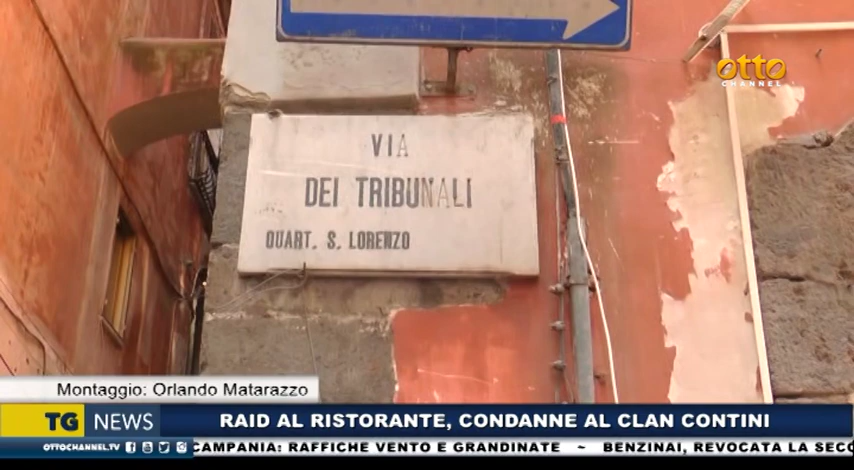 otto
CHANNEL
VIA
DEI TRIBUNALI
QUART. S. LORENZO
Montaggio: Orlando Matarazzo
TG NEWS
RAID AL RISTORANTE, CONDANNE AL CLAN CONTINI
OTTOCHANNEL.TV
CAMPANIA: RAFFICHE VENTO E GRANDINATE ~ BENZINAI, REVOCATA LA SECO